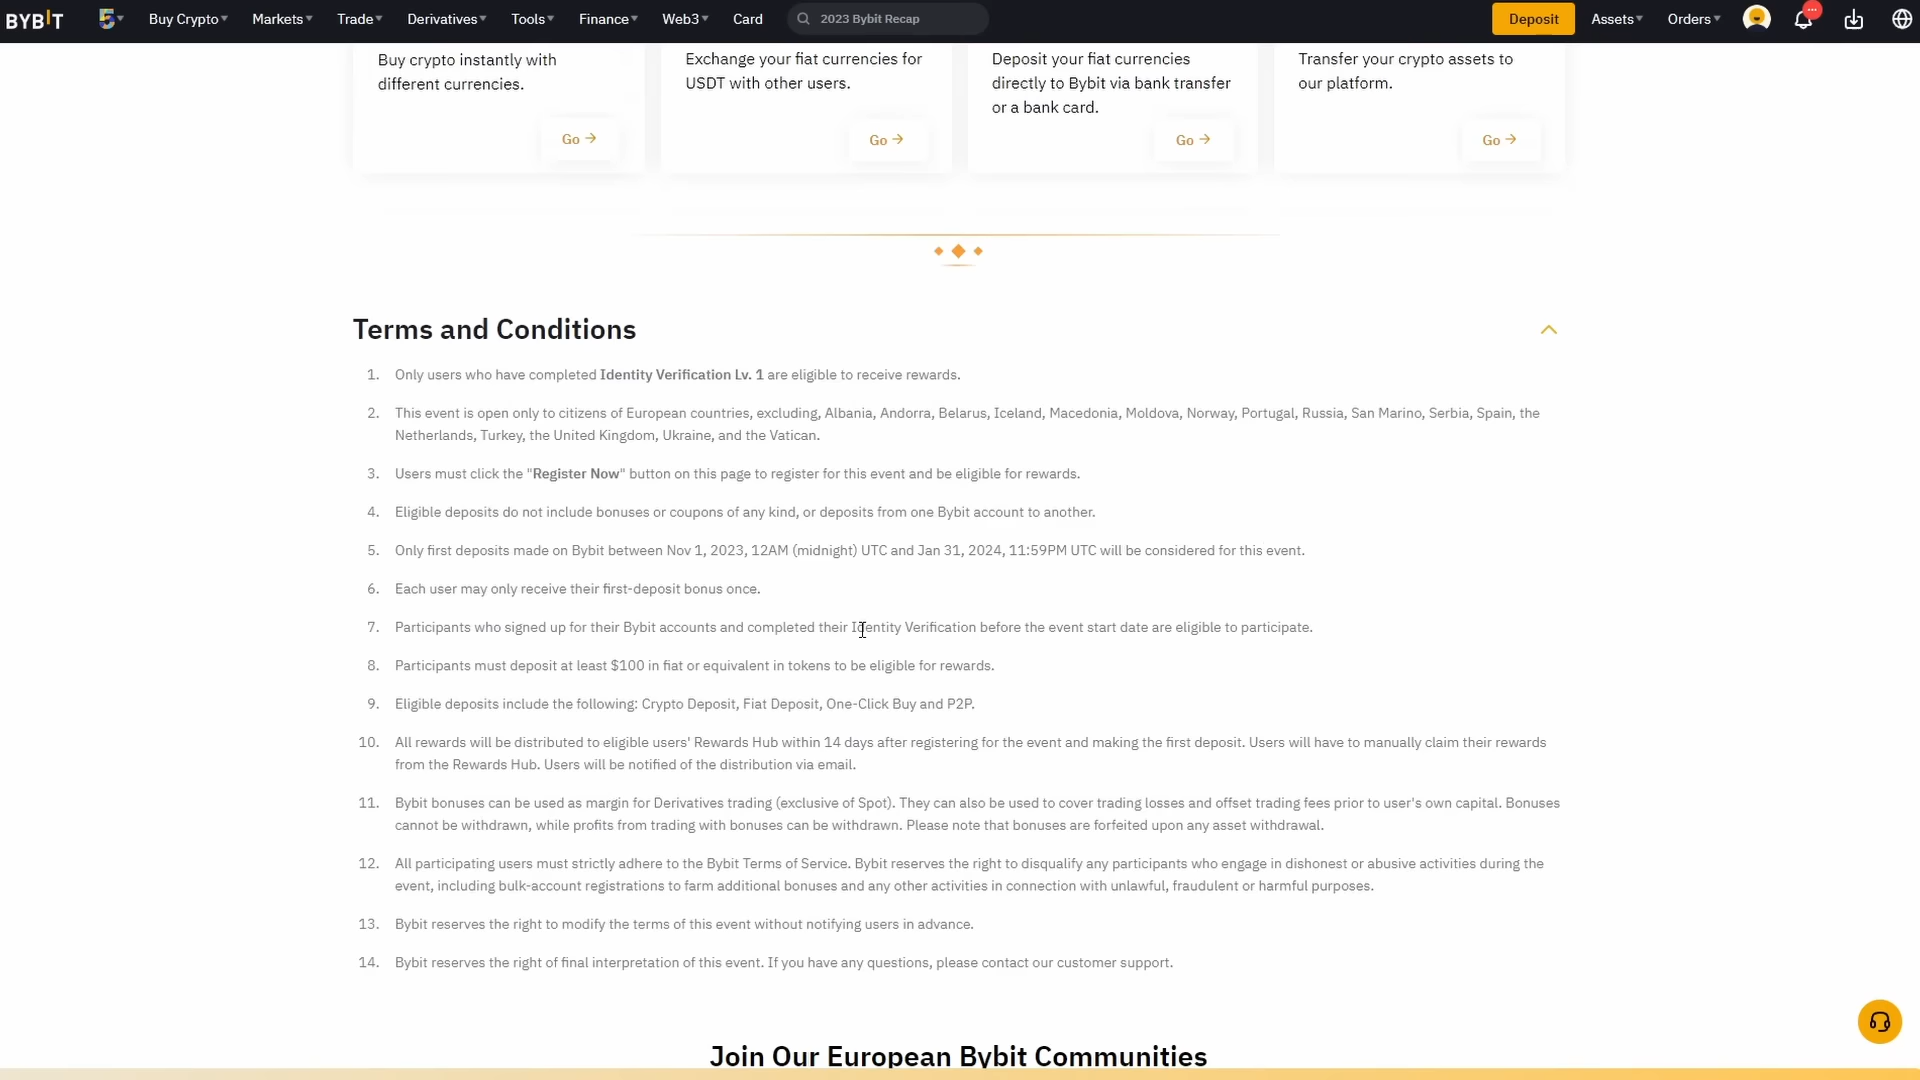 BYBIT Buy Crypto Markets Trade Derivatives Tools Finance Web3 Card 2023 Bybit Recap Deposit Assets Orders
Buy crypto instantly with
different currencies.
Go →
Exchange your fiat currencies for
USDT with other users.
Go →
Deposit your fiat currencies
directly to Bybit via bank transfer
or a bank card.
Go →
Transfer your crypto assets to
our platform.
Go →
Terms and Conditions
1. Only users who have completed Identity Verification Lv. 1 are eligible to receive rewards.
2. This event is open only to citizens of European countries, excluding, Albania, Andorra, Belarus, Iceland, Macedonia, Moldova, Norway, Portugal, Russia, San Marino, Serbia, Spain, the
Netherlands, Turkey, the United Kingdom, Ukraine, and the Vatican.
3. Users must click the "Register Now" button on this page to register for this event and be eligible for rewards.
4. Eligible deposits do not include bonuses or coupons of any kind, or deposits from one Bybit account to another.
5. Only first deposits made on Bybit between Nov 1, 2023, 12AM (midnight) UTC and Jan 31, 2024, 11:59PM UTC will be considered for this event.
6. Each user may only receive their first-deposit bonus once.
7. Participants who signed up for their Bybit accounts and completed their Identity Verification before the event start date are eligible to participate.
8. Participants must deposit at least $100 in fiat or equivalent in tokens to be eligible for rewards.
9. Eligible deposits include the following: Crypto Deposit, Fiat Deposit, One-Click Buy and P2P.
10. All rewards will be distributed to eligible users' Rewards Hub within 14 days after registering for the event and making the first deposit. Users will have to manually claim their rewards
from the Rewards Hub. Users will be notified of the distribution via email.
11. Bybit bonuses can be used as margin for Derivatives trading (exclusive of Spot). They can also be used to cover trading losses and offset trading fees prior to user's own capital. Bonuses
cannot be withdrawn, while profits from trading with bonuses can be withdrawn. Please note that bonuses are forfeited upon any asset withdrawal.
12. All participating users must strictly adhere to the Bybit Terms of Service. Bybit reserves the right to disqualify any participants who engage in dishonest or abusive activities during the
event, including bulk-account registrations to farm additional bonuses and any other activities in connection with unlawful, fraudulent or harmful purposes.
13. Bybit reserves the right to modify the terms of this event without notifying users in advance.
14. Bybit reserves the right of final interpretation of this event. If you have any questions, please contact our customer support.
Join Our European Bybit Communities